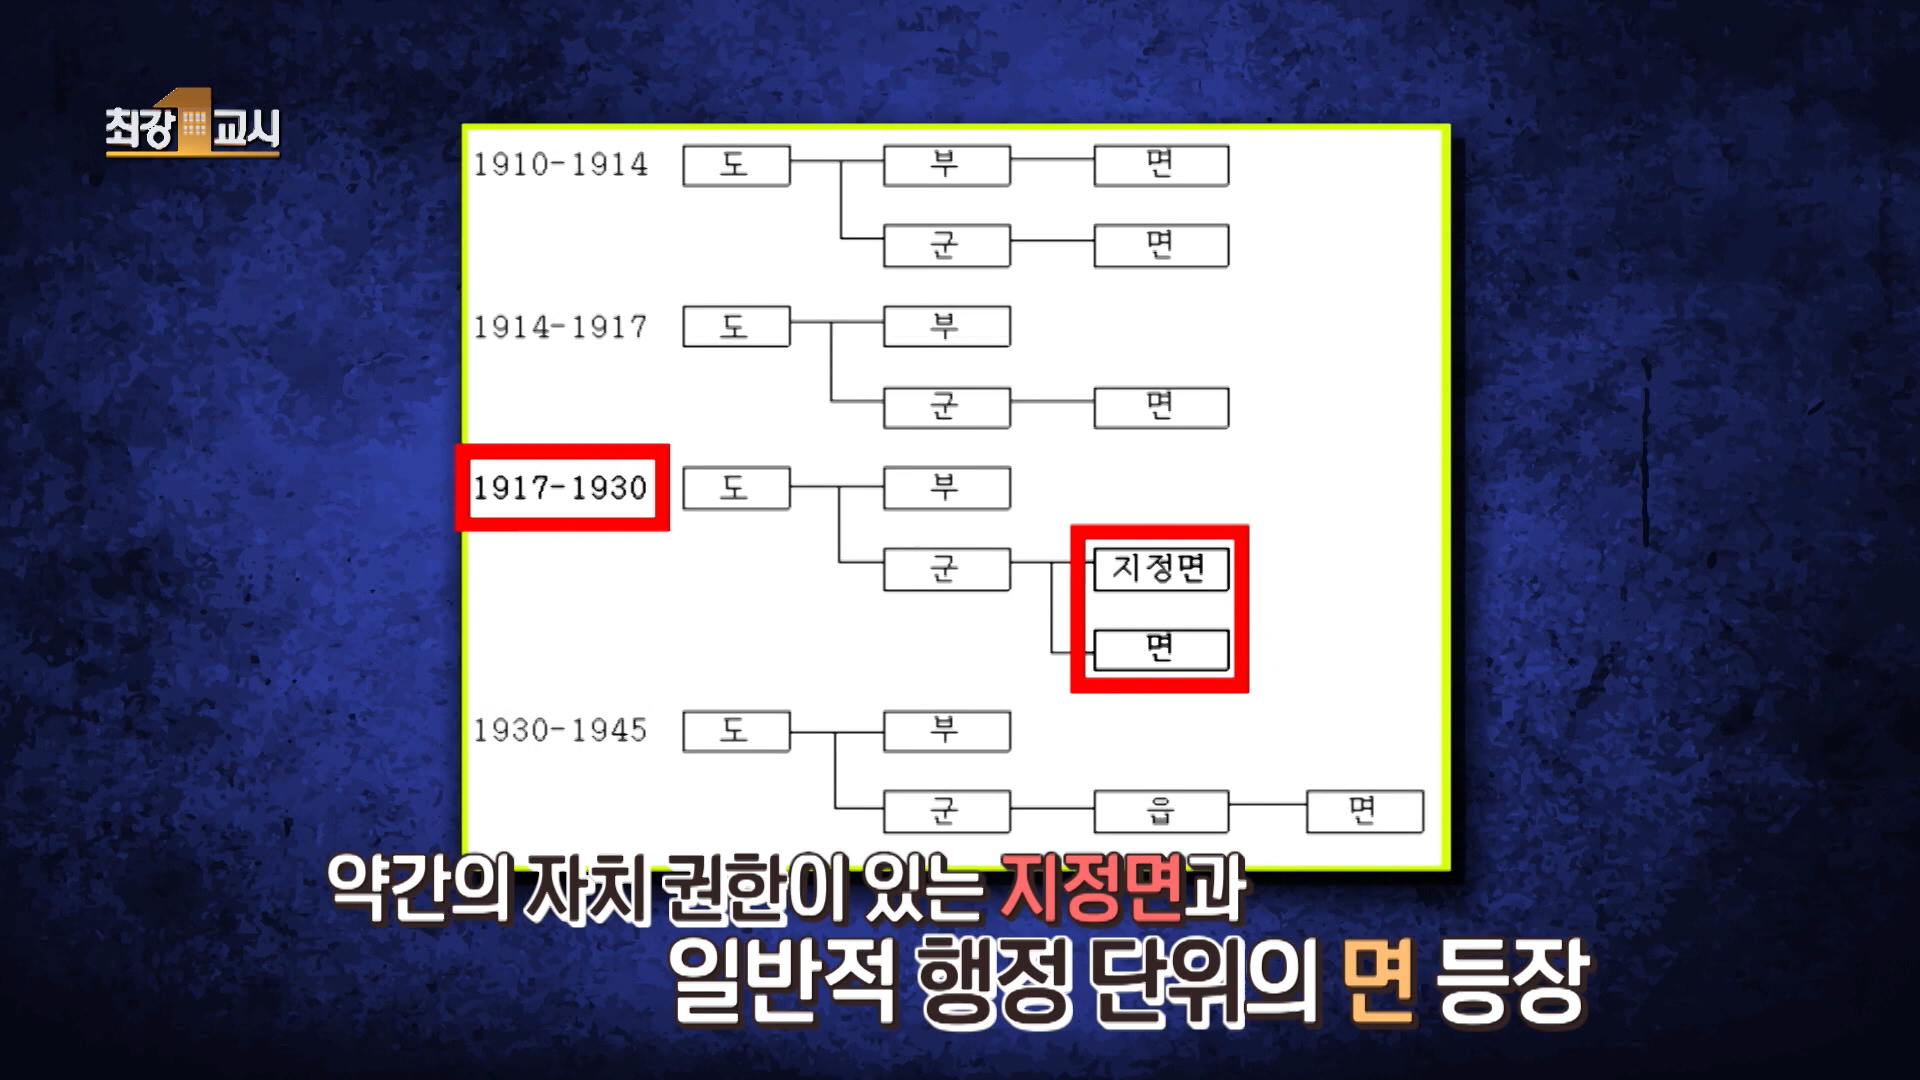 최강1교시
1910-1914 도 부 면
군 면
1914-1917 도 부
군 면
1917-1930 도 부
군 지정면
면
1930-1945 도 부
군 읍 면
약간의 자치 권한이 있는 지정면과
일반적 행정 단위의 면 등장